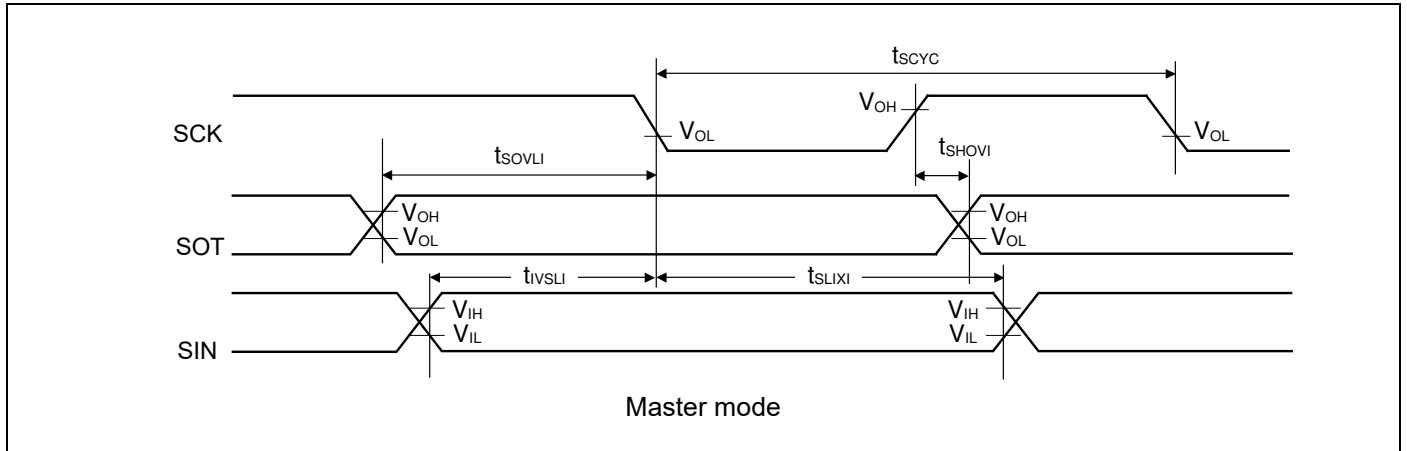 tSCYC
VOH
SCK
VOL
VOL
tSOVLI
tSHOVI
VOH
VOH
SOT
VOL
VOL
tIVSLI
tSLIXI
VIH
VIH
VIL
VIL
SIN
Master mode